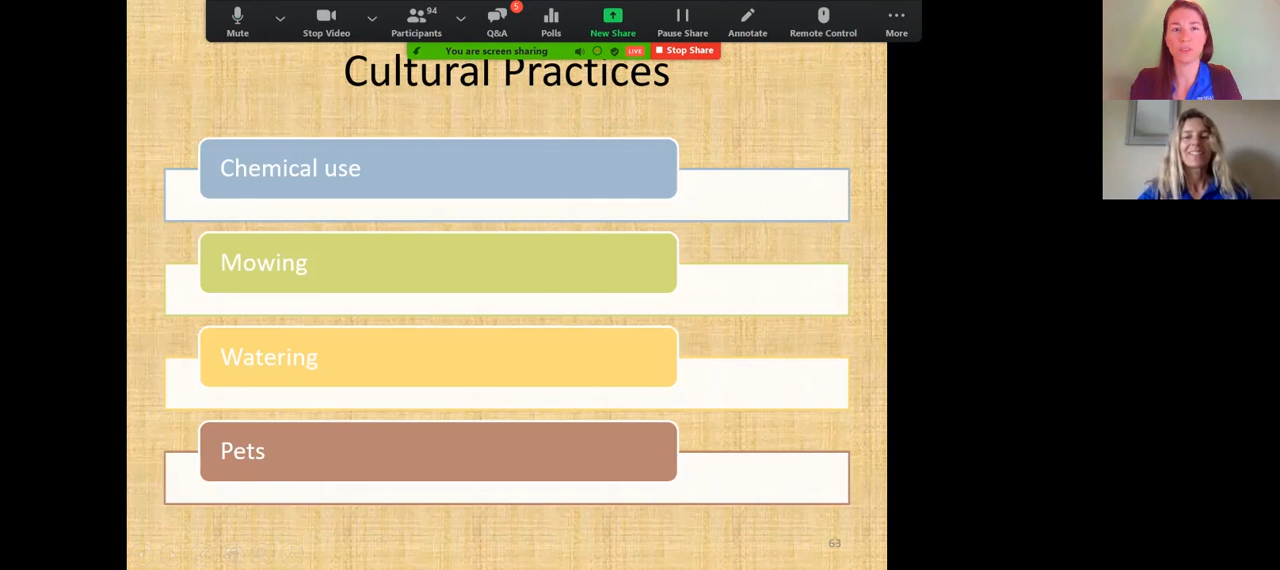 94
5
Mute
Stop Video
Participants
Q&A
Polls
New Share
Pause Share
Annotate
Remote Control
More
You are screen sharing
LIVE
Stop Share
Cultural Practices
Chemical use
Mowing
Watering
Pets
63